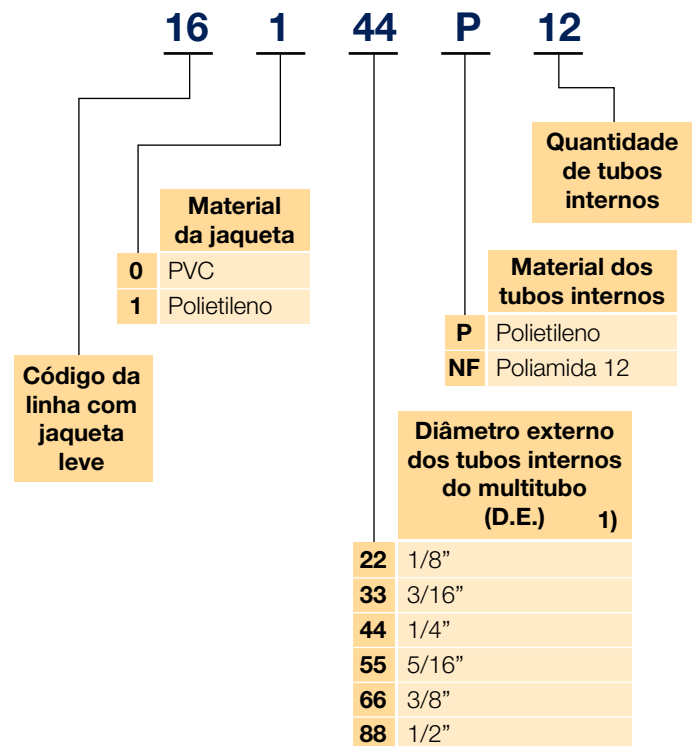 16 1 44 P 12
Quantidade
de tubos
internos
Material
da jaqueta
0 PVC
1 Polietileno
Material dos
tubos internos
P Polietileno
NF Poliamida 12
Código da
linha com
jaqueta
leve
Diâmetro externo
dos tubos internos
do multitubo
(D.E.) 1)
22 1/8”
33 3/16”
44 1/4”
55 5/16”
66 3/8”
88 1/2”